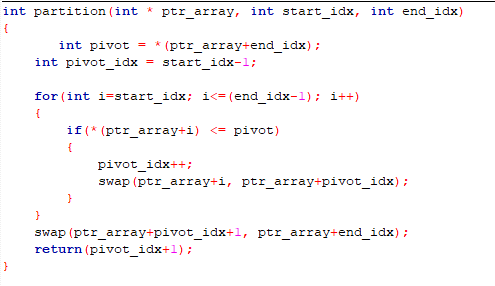 int partition(int * ptr_array, int start_idx, int end_idx)
{
       int pivot = *(ptr_array+end_idx);
    int pivot_idx = start_idx-1;

    for(int i=start_idx; i<=(end_idx-1); i++)
    {
        if(*(ptr_array+i) <= pivot)
        {
            pivot_idx++;
            swap(ptr_array+i, ptr_array+pivot_idx);
        }
    }
    swap(ptr_array+pivot_idx+1, ptr_array+end_idx);
    return(pivot_idx+1);
}